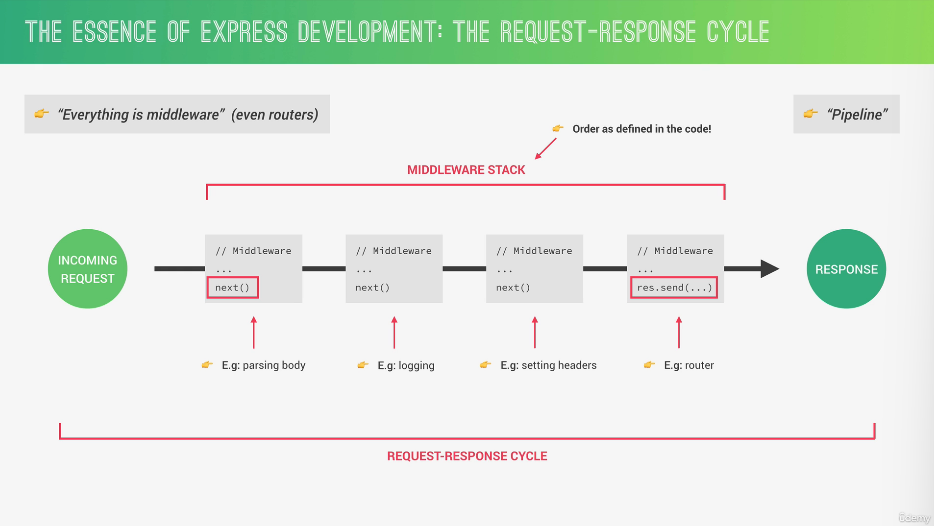 THE ESSENCE OF EXPRESS DEVELOPMENT: THE REQUEST-RESPONSE CYCLE
“Everything is middleware” (even routers)
“Pipeline”
Order as defined in the code!
MIDDLEWARE STACK
INCOMING
REQUEST
// Middleware
...
next()
// Middleware
...
next()
// Middleware
...
next()
// Middleware
...
res.send(...)
RESPONSE
E.g: parsing body
E.g: logging
E.g: setting headers
E.g: router
REQUEST-RESPONSE CYCLE
Udemy